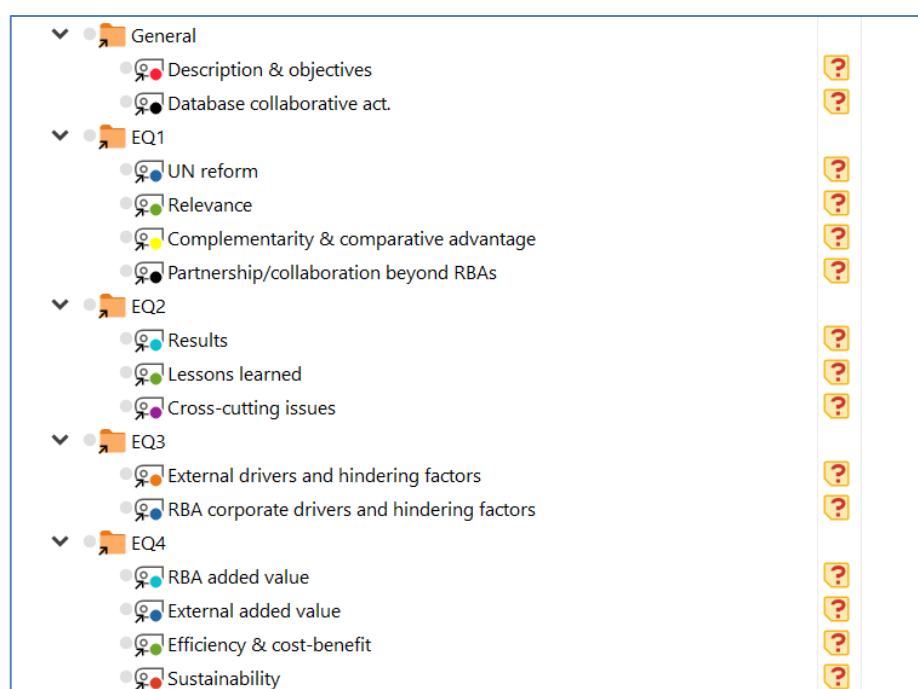 General
Description & objectives
Database collaborative act.
EQ1
UN reform
Relevance
Complementarity & comparative advantage
Partnership/collaboration beyond RBAs
EQ2
Results
Lessons learned
Cross-cutting issues
EQ3
External drivers and hindering factors
RBA corporate drivers and hindering factors
EQ4
RBA added value
External added value
Efficiency & cost-benefit
Sustainability